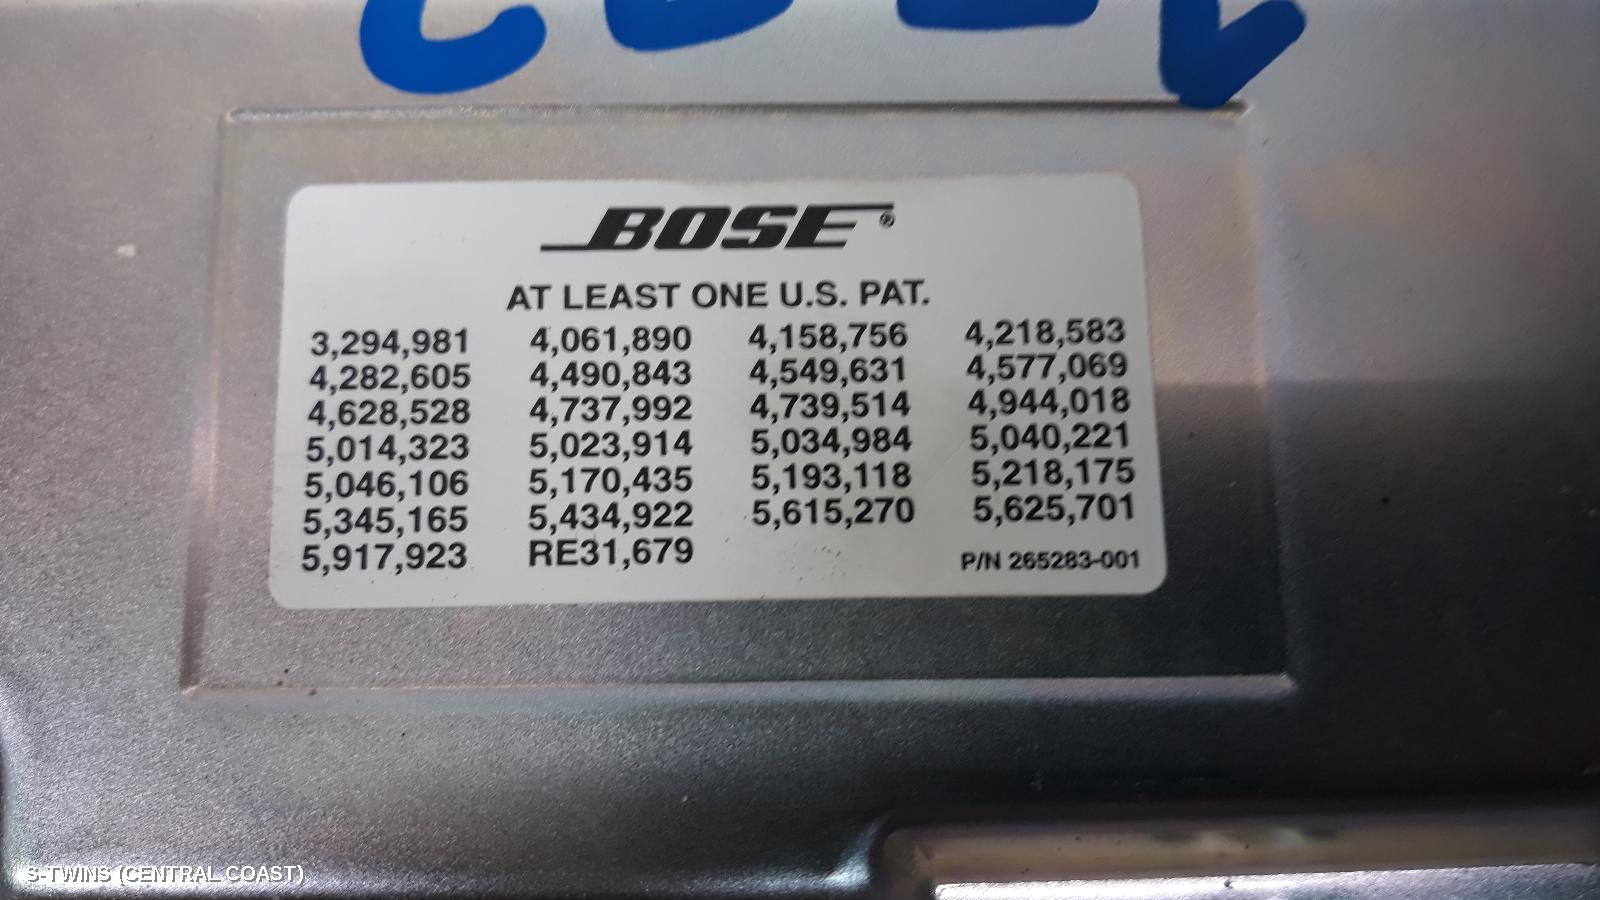 BOSE®
AT LEAST ONE U.S. PAT.
3,294,981 4,061,890 4,158,756 4,218,583
4,282,605 4,490,843 4,549,631 4,577,069
4,628,528 4,737,992 4,739,514 4,944,018
5,014,323 5,023,914 5,034,984 5,040,221
5,046,106 5,170,435 5,193,118 5,218,175
5,345,165 5,434,922 5,615,270 5,625,701
5,917,923 RE31,679 P/N 265283-001
S-TWINS (CENTRAL COAST)